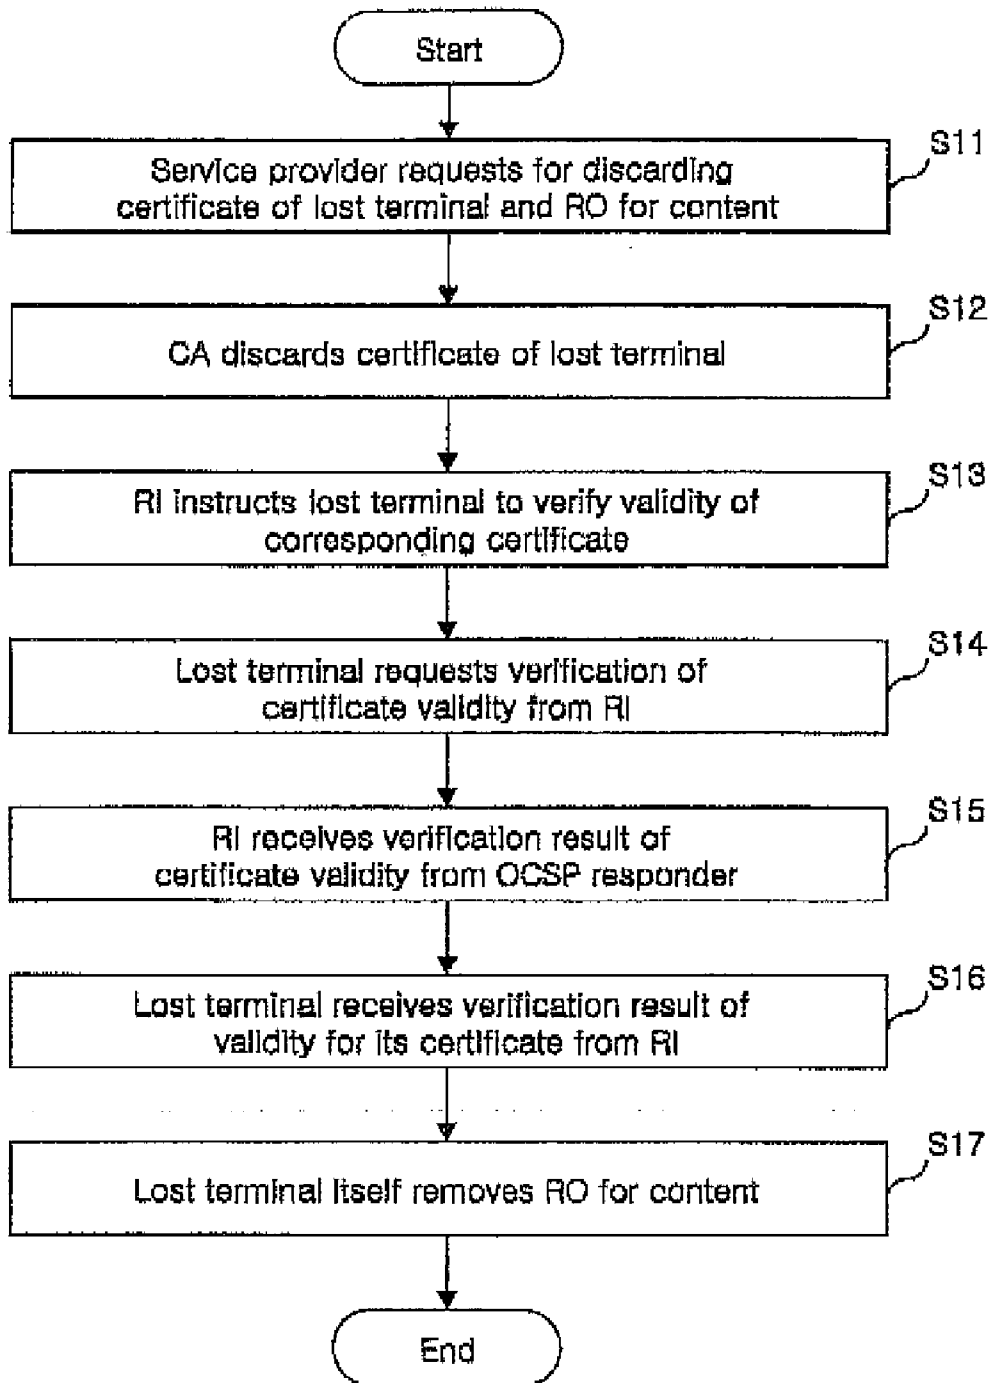 Start
S11
Service provider requests for discarding
certificate of lost terminal and RO for content
S12
CA discards certificate of lost terminal
S13
RI instructs lost terminal to verify validity of
corresponding certificate
S14
Lost terminal requests verification of
certificate validity from RI
S15
RI receives verification result of
certificate validity from OCSP responder
S16
Lost terminal receives verification result of
validity for its certificate from RI
S17
Lost terminal itself removes RO for content
End